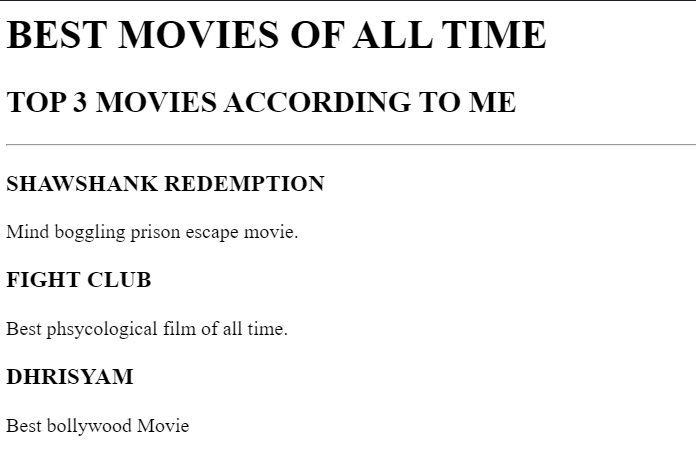 BEST MOVIES OF ALL TIME
TOP 3 MOVIES ACCORDING TO ME
SHAWSHANK REDEMPTION
Mind boggling prison escape movie.
FIGHT CLUB
Best phsycological film of all time.
DHRISYAM
Best bollywood Movie